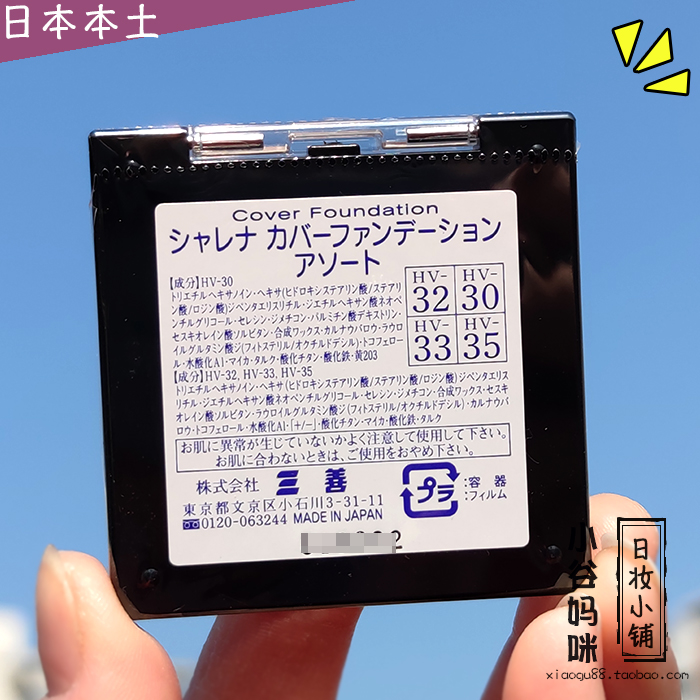 日本本土
Cover Foundation
シャレナ カバーファンデーション
アソート
【成分】HV-30
トリエチルヘキサノイン・ヘキサ(ヒドロキシステアリン酸/ステアリ
ン酸/ロジン酸)ジペンタエリスリチル・ジエチルヘキサン酸ネオペ
ンチルグリコール・セレシン・ジメチコン・パルミチン酸デキストリン・
セスキオレイン酸ソルビタン・合成ワックス・カルナウバロウ・ラウロ
イルグルタミン酸ジ(フィトステリル/オクチルドデシル)・トコフェロー
ル・水酸化Al・マイカ・タルク・酸化チタン・酸化鉄・黄203
【成分】HV-32, HV-33, HV-35
トリエチルヘキサノイン・ヘキサ(ヒドロキシステアリン酸/ステアリン酸/ロジン酸)ジペンタエリス
リチル・ジエチルヘキサン酸ネオペンチルグリコール・セレシン・ジメチコン・合成ワックス・セスキ
オレイン酸ソルビタン・ラウロイルグルタミン酸ジ(フィトステリル/オクチルドデシル)・カルナウバ
ロウ・トコフェロール・水酸化Al・[+/-]・酸化チタン・マイカ・酸化鉄・タルク
HV-32 HV-30
HV-33 HV-35
お肌に異常が生じていないかよく注意して使用して下さい。
お肌に合わないときは、ご使用をおやめ下さい。
株式会社 三善
東京都文京区小石川3-31-11
0120-063244 MADE IN JAPAN
プラ
:容器
:フィルム
小谷妈咪
日妆小铺
xiaogu88.taobao.com